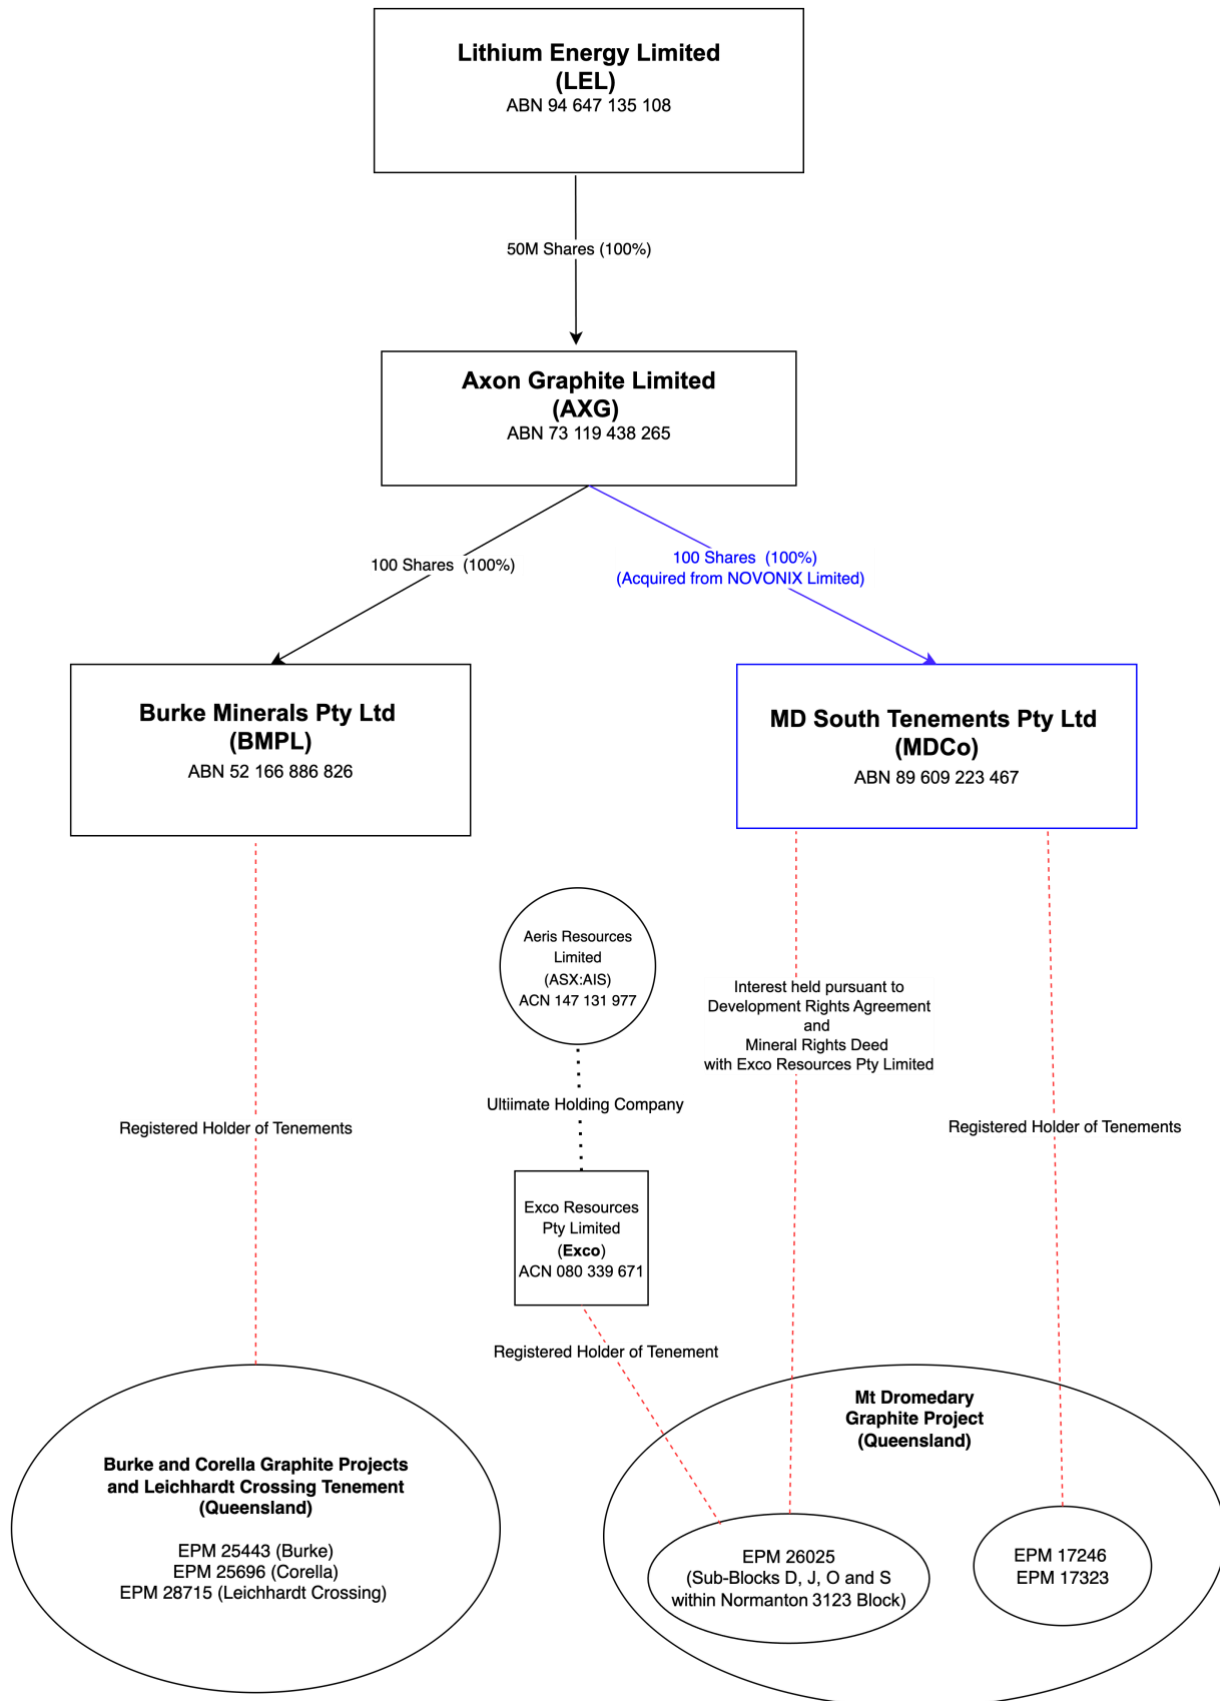 Lithium Energy Limited
(LEL)
ABN 94 647 135 108
50M Shares (100%)
Axon Graphite Limited
(AXG)
ABN 73 119 438 265
100 Shares (100%)
100 Shares (100%)
(Acquired from NOVONIX Limited)
Burke Minerals Pty Ltd
(BMPL)
ABN 52 166 886 826
MD South Tenements Pty Ltd
(MDCo)
ABN 89 609 223 467
Aeris Resources
Limited
(ASX:AIS)
ACN 147 131 977
Interest held pursuant to
Development Rights Agreement
and
Mineral Rights Deed
with Exco Resources Pty Limited
Ultiimate Holding Company
Registered Holder of Tenements
Registered Holder of Tenements
Exco Resources
Pty Limited
(Exco)
ACN 080 339 671
Registered Holder of Tenement
Burke and Corella Graphite Projects
and Leichhardt Crossing Tenement
(Queensland)
EPM 25443 (Burke)
EPM 25696 (Corella)
EPM 28715 (Leichhardt Crossing)
Mt Dromedary
Graphite Project
(Queensland)
EPM 26025
(Sub-Blocks D, J, O and S
within Normanton 3123 Block)
EPM 17246
EPM 17323